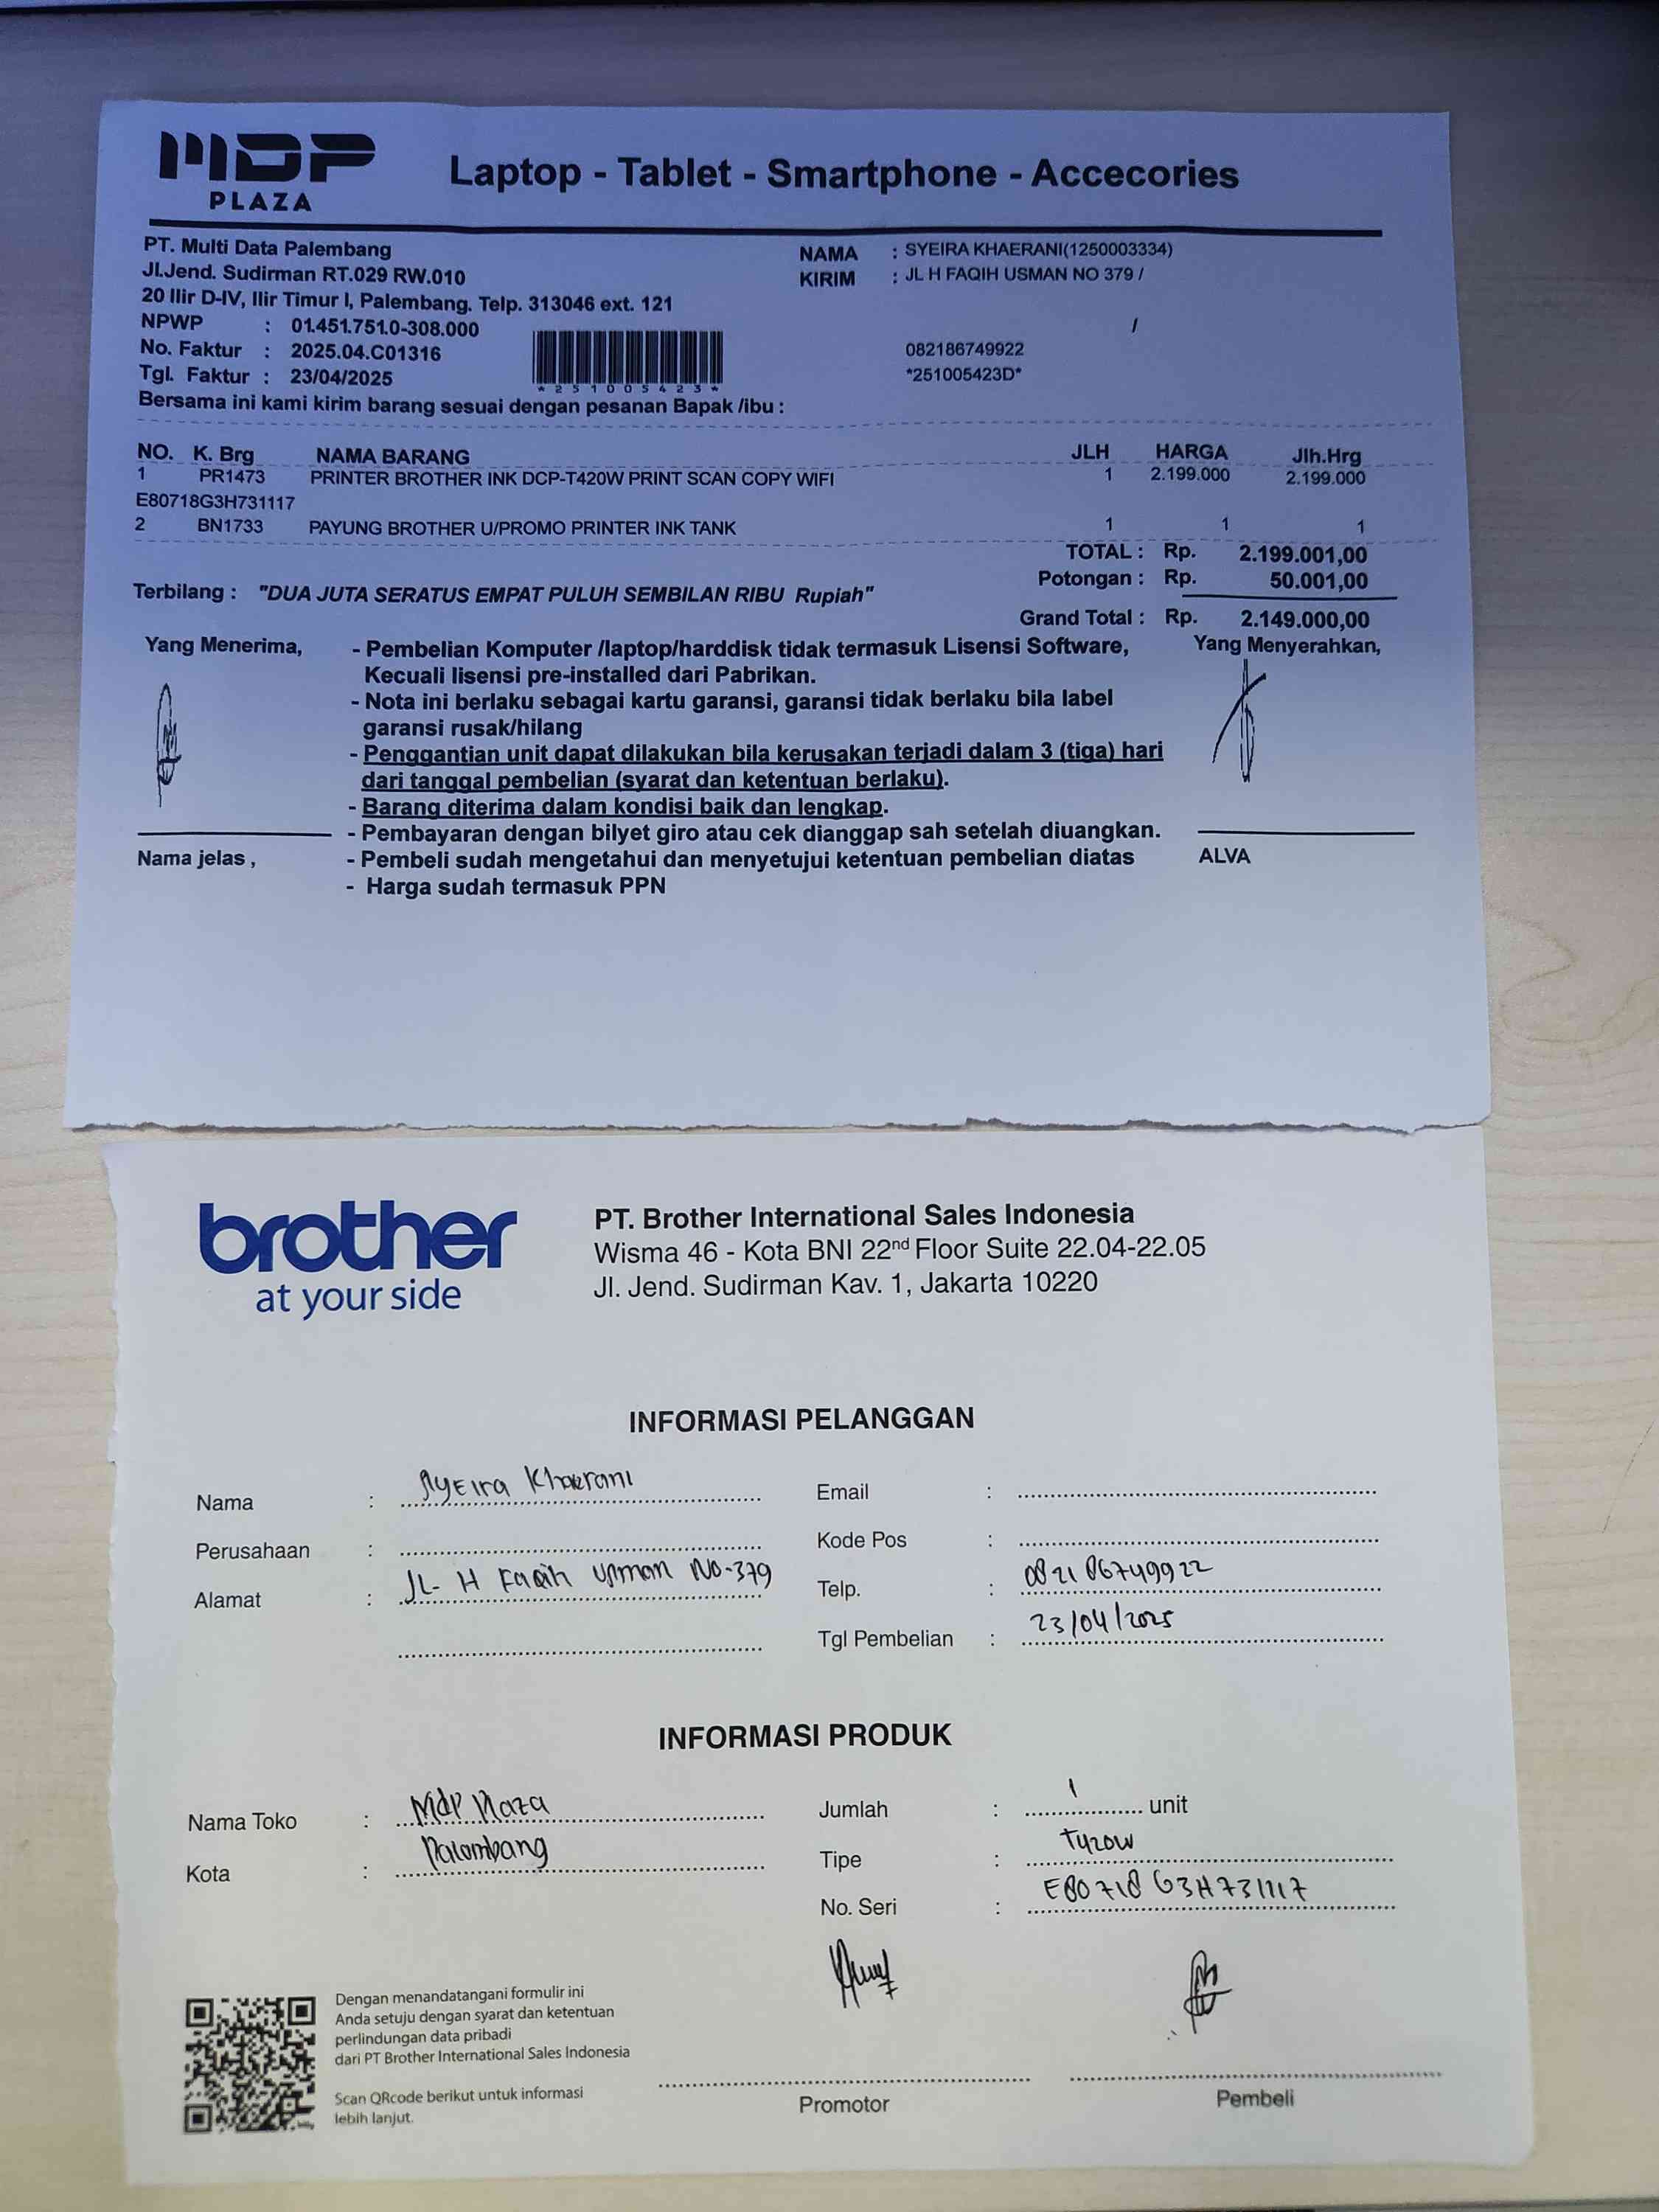 MDP
PLAZA
Laptop - Tablet - Smartphone - Accecories
PT. Multi Data Palembang
Jl.Jend. Sudirman RT.029 RW.010
20 Ilir D-IV, Ilir Timur I, Palembang. Telp. 313046 ext. 121
NPWP : 01.451.751.0-308.000
No. Faktur : 2025.04.C01316
Tgl. Faktur : 23/04/2025
*251005423*
NAMA : SYEIRA KHAERANI(1250003334)
KIRIM : JL H FAQIH USMAN NO 379 /
/
082186749922
*251005423D*
Bersama ini kami kirim barang sesuai dengan pesanan Bapak /ibu :
NO. K. Brg NAMA BARANG JLH HARGA Jlh.Hrg
1 PR1473 PRINTER BROTHER INK DCP-T420W PRINT SCAN COPY WIFI 1 2.199.000 2.199.000
E80718G3H731117
2 BN1733 PAYUNG BROTHER U/PROMO PRINTER INK TANK 1 1 1
TOTAL : Rp. 2.199.001,00
Potongan : Rp. 50.001,00
Terbilang : "DUA JUTA SERATUS EMPAT PULUH SEMBILAN RIBU Rupiah"
Grand Total : Rp. 2.149.000,00
Yang Menerima,
- Pembelian Komputer /laptop/harddisk tidak termasuk Lisensi Software,
Kecuali lisensi pre-installed dari Pabrikan.
- Nota ini berlaku sebagai kartu garansi, garansi tidak berlaku bila label
garansi rusak/hilang
- Penggantian unit dapat dilakukan bila kerusakan terjadi dalam 3 (tiga) hari
dari tanggal pembelian (syarat dan ketentuan berlaku).
- Barang diterima dalam kondisi baik dan lengkap.
- Pembayaran dengan bilyet giro atau cek dianggap sah setelah diuangkan.
- Pembeli sudah mengetahui dan menyetujui ketentuan pembelian diatas
- Harga sudah termasuk PPN
Yang Menyerahkan,
Nama jelas ,
ALVA
brother
at your side
PT. Brother International Sales Indonesia
Wisma 46 - Kota BNI 22nd Floor Suite 22.04-22.05
Jl. Jend. Sudirman Kav. 1, Jakarta 10220
INFORMASI PELANGGAN
Nama : Syeira Khaerani
Perusahaan :
Alamat : JL- H Faqih Usman No-379
Email :
Kode Pos :
Telp. : 082186749922
Tgl Pembelian : 23/04/2025
INFORMASI PRODUK
Nama Toko : Mdp Plaza
Kota : Palembang
Jumlah : 1 unit
Tipe : T420W
No. Seri : E80718G3H731117
Dengan menandatangani formulir ini
Anda setuju dengan syarat dan ketentuan
perlindungan data pribadi
dari PT Brother International Sales Indonesia
Scan QRcode berikut untuk informasi
lebih lanjut.
Promotor
Pembeli